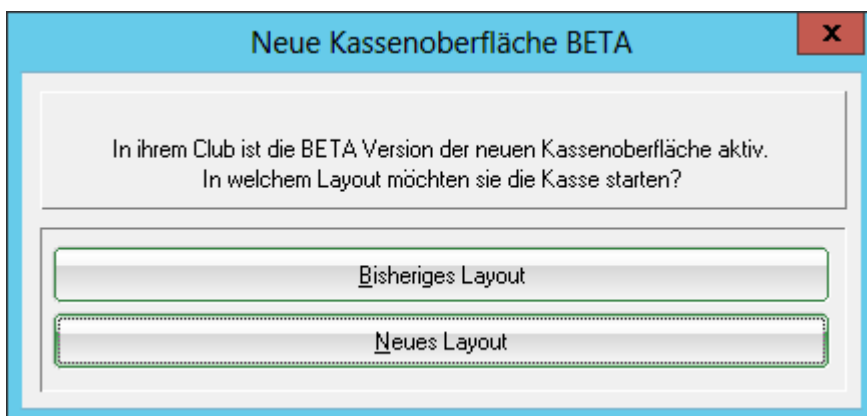 Neue Kassenoberfläche BETA
x
In ihrem Club ist die BETA Version der neuen Kassenoberfläche aktiv.
In welchem Layout möchten sie die Kasse starten?
Bisheriges Layout
Neues Layout